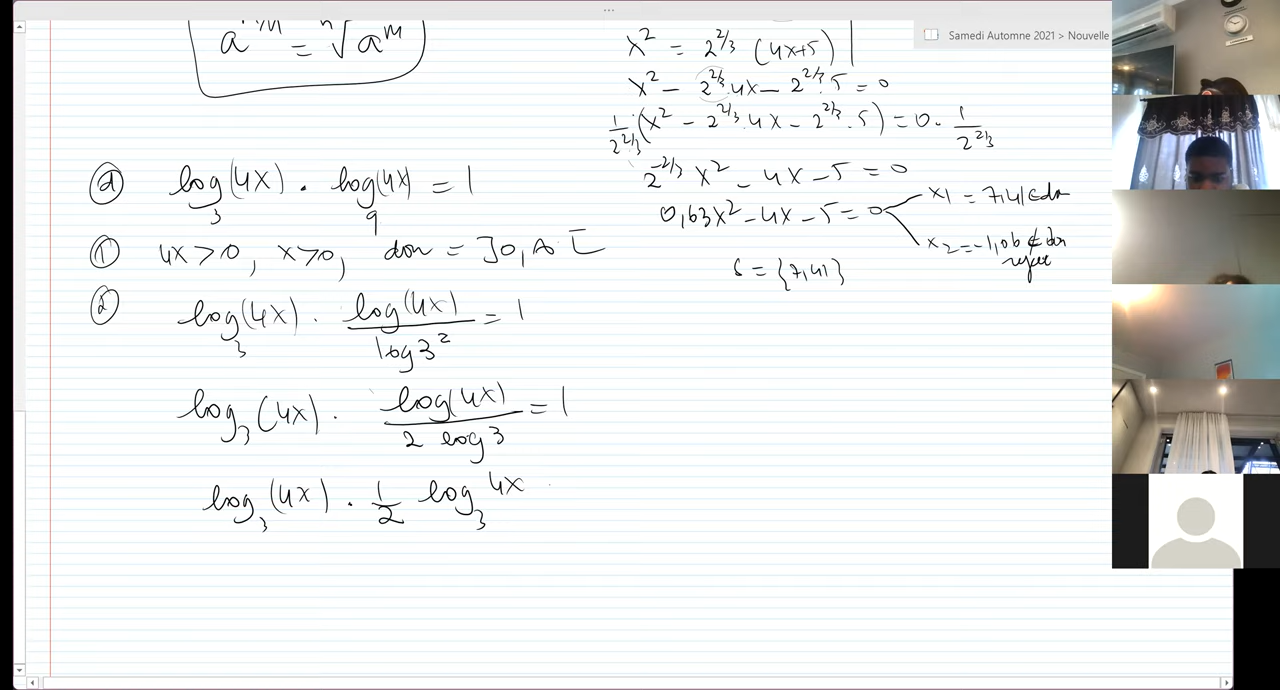 a^n/m = ⁿ√a^m
d) log₃(4x) · log₉(4x) = 1
① 4x > 0, x > 0, dom = ]0, ∞[
② log₃(4x) · log(4x)/log 3² = 1
log₃(4x) · log(4x)/(2 log 3) = 1
log₃(4x) · 1/2 log₃ 4x
x² = 2^2/3 (4x+5)
x² - 2^2/3 · 4x - 2^2/3 · 5 = 0
1/2^2/3 (x² - 2^2/3 · 4x - 2^2/3 · 5) = 0 · 1/2^2/3
2^-2/3 x² - 4x - 5 = 0
0,63x² - 4x - 5 = 0
x₁ = 7,41 ∈ dom
x₂ = -1,06 ∉ dom
rejet
S = {7,41}
Samedi Automne 2021 > Nouvelle